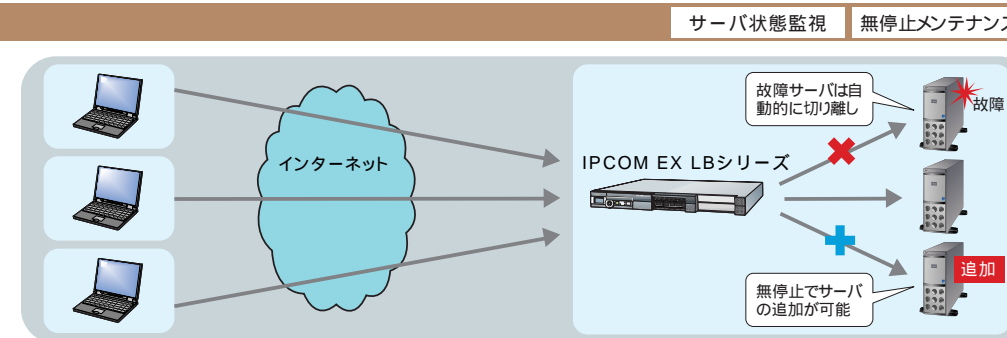 サーバ状態監視
無停止メンテナンス
故障サーバは自
動的に切り離し
故障
インターネット
IPCOM EX LBシリーズ
追加
無停止でサーバ
の追加が可能